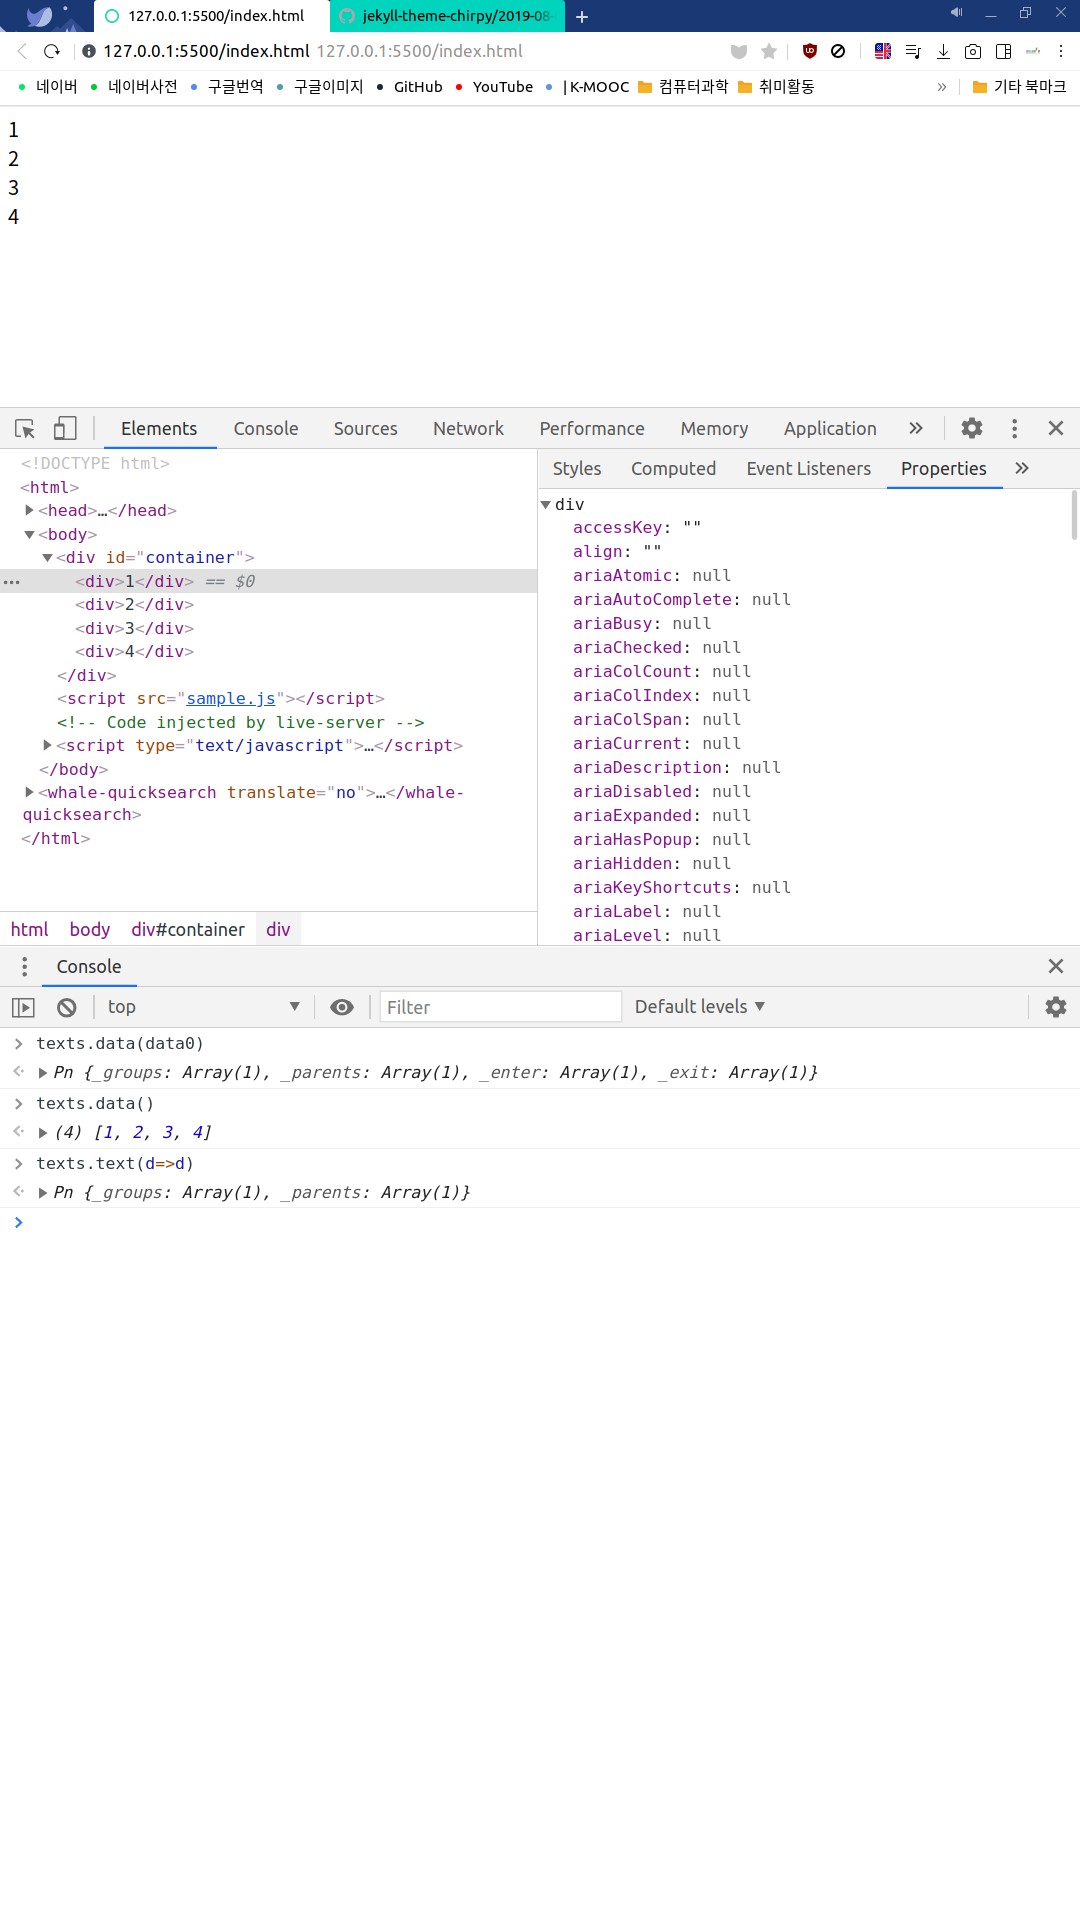 127.0.0.1:5500/index.html
jekyll-theme-chirpy/2019-08-
127.0.0.1:5500/index.html 127.0.0.1:5500/index.html
네이버 네이버사전 구글번역 구글이미지 GitHub YouTube | K-MOOC 컴퓨터과학 취미활동 » 기타 북마크
1
2
3
4
Elements Console Sources Network Performance Memory Application »
<!DOCTYPE html>
<html>
<head>…</head>
<body>
<div id="container">
<div>1</div> == $0
<div>2</div>
<div>3</div>
<div>4</div>
</div>
<script src="sample.js"></script>
<!-- Code injected by live-server -->
<script type="text/javascript">…</script>
</body>
<whale-quicksearch translate="no">…</whale-
quicksearch>
</html>
html body div#container div
Styles Computed Event Listeners Properties »
div
accessKey: ""
align: ""
ariaAtomic: null
ariaAutoComplete: null
ariaBusy: null
ariaChecked: null
ariaColCount: null
ariaColIndex: null
ariaColSpan: null
ariaCurrent: null
ariaDescription: null
ariaDisabled: null
ariaExpanded: null
ariaHasPopup: null
ariaHidden: null
ariaKeyShortcuts: null
ariaLabel: null
ariaLevel: null
Console
top Filter Default levels
> texts.data(data0)
Pn {_groups: Array(1), _parents: Array(1), _enter: Array(1), _exit: Array(1)}
> texts.data()
(4) [1, 2, 3, 4]
> texts.text(d=>d)
Pn {_groups: Array(1), _parents: Array(1)}
>